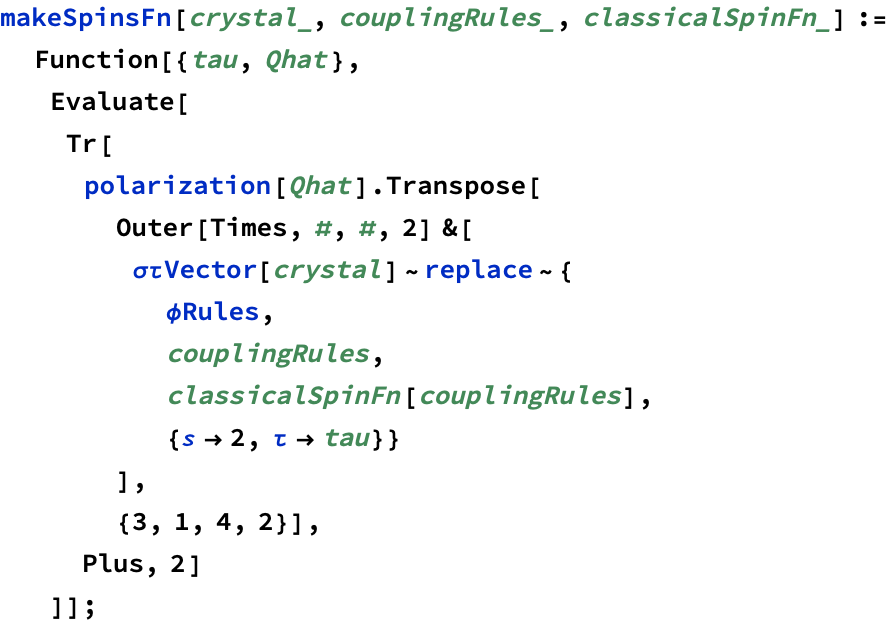 makeSpinsFn[crystal_, couplingRules_, classicalSpinFn_] :=
Function[{tau, Qhat},
Evaluate[
Tr[
polarization[Qhat].Transpose[
Outer[Times, #, #, 2] &[
στVector[crystal] ~ replace ~ {
ϕRules,
couplingRules,
classicalSpinFn[couplingRules],
{s → 2, τ → tau}}
],
{3, 1, 4, 2}],
Plus, 2]
]];